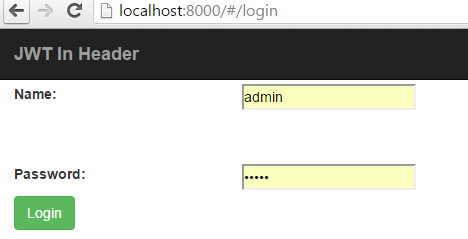 localhost:8000/#/login
JWT In Header
Name: admin
Password: •••••
Login